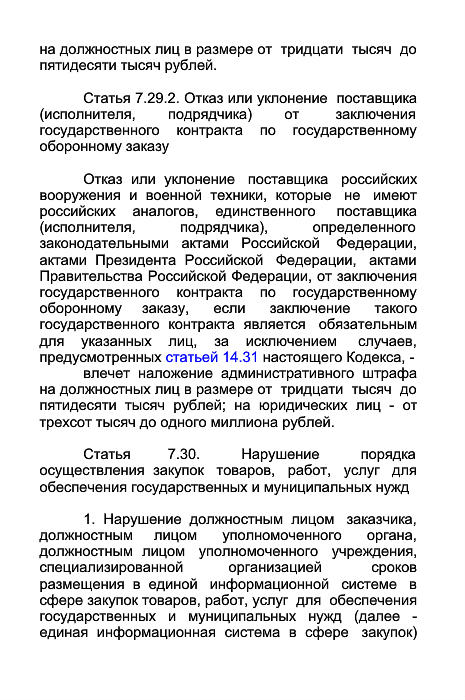 на должностных лиц в размере от тридцати тысяч до
пятидесяти тысяч рублей.
Статья 7.29.2. Отказ или уклонение поставщика
(исполнителя, подрядчика) от заключения
государственного контракта по государственному
оборонному заказу
Отказ или уклонение поставщика российских
вооружения и военной техники, которые не имеют
российских аналогов, единственного поставщика
(исполнителя, подрядчика), определенного
законодательными актами Российской Федерации,
актами Президента Российской Федерации, актами
Правительства Российской Федерации, от заключения
государственного контракта по государственному
оборонному заказу, если заключение такого
государственного контракта является обязательным
для указанных лиц, за исключением случаев,
предусмотренных статьей 14.31 настоящего Кодекса, -
влечет наложение административного штрафа
на должностных лиц в размере от тридцати тысяч до
пятидесяти тысяч рублей; на юридических лиц - от
трехсот тысяч до одного миллиона рублей.
Статья 7.30. Нарушение порядка
осуществления закупок товаров, работ, услуг для
обеспечения государственных и муниципальных нужд
1. Нарушение должностным лицом заказчика,
должностным лицом уполномоченного органа,
должностным лицом уполномоченного учреждения,
специализированной организацией сроков
размещения в единой информационной системе в
сфере закупок товаров, работ, услуг для обеспечения
государственных и муниципальных нужд (далее -
единая информационная система в сфере закупок)